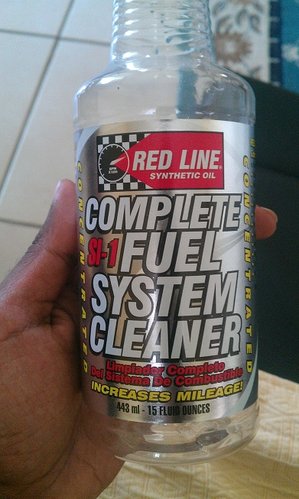 RED LINE
SYNTHETIC OIL
COMPLETE
SI-1 FUEL
SYSTEM
CLEANER
Limpiador Completo
Del Sistema De Combustible
INCREASES MILEAGE!
443 ml - 15 FLUID OUNCES
CONCENTRATED
CONCENTRATED